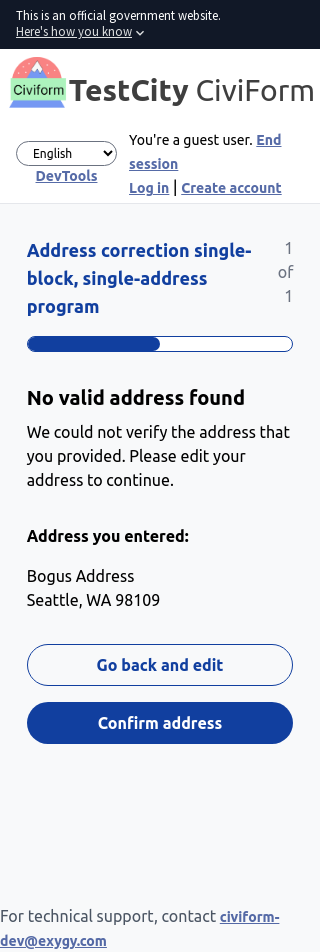 This is an official government website.
Here's how you know
Civiform
TestCity CiviForm
English
DevTools
You're a guest user. End
session
Log in | Create account
Address correction single-
block, single-address
program
1
of
1
No valid address found
We could not verify the address that
you provided. Please edit your
address to continue.
Address you entered:
Bogus Address
Seattle, WA 98109
Go back and edit
Confirm address
For technical support, contact civiform-
dev@exygy.com